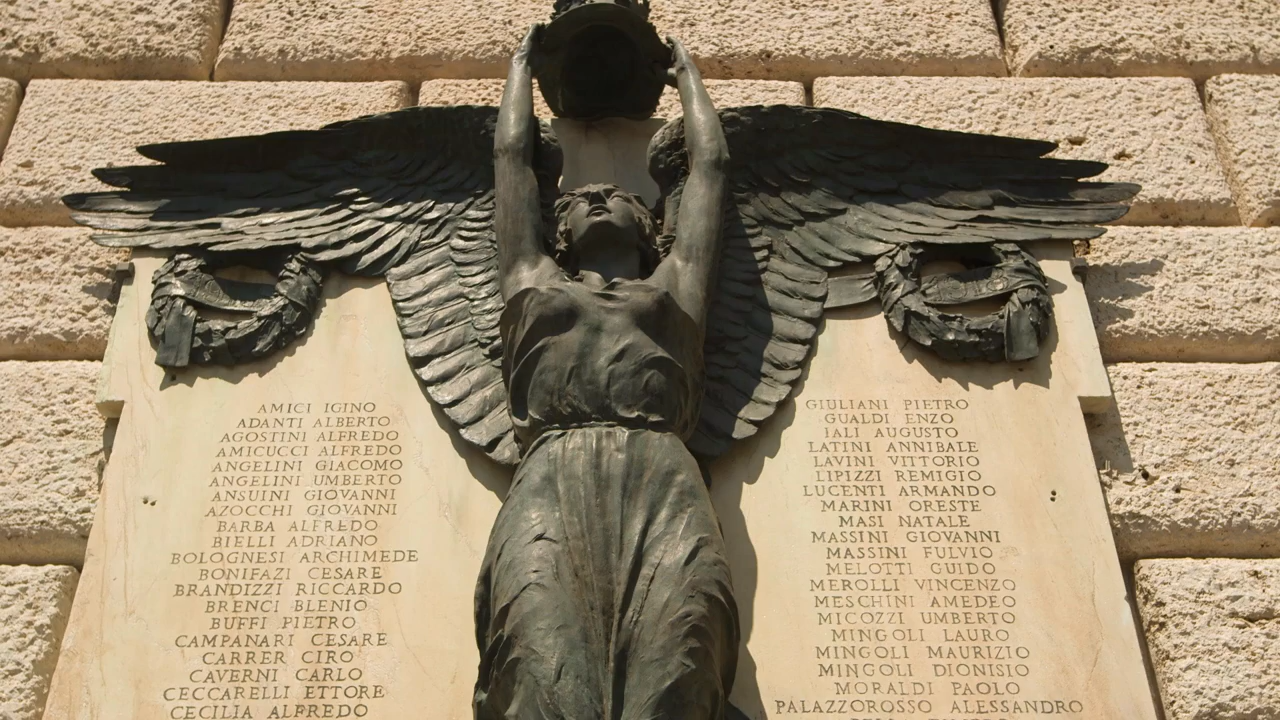 AMICI IGINO
ADANTI ALBERTO
AGOSTINI ALFREDO
AMICUCCI ALFREDO
ANGELINI GIACOMO
ANGELINI UMBERTO
ANSUINI GIOVANNI
AZOCCHI GIOVANNI
BARBA ALFREDO
BIELLI ADRIANO
BOLOGNESI ARCHIMEDE
BONIFAZI CESARE
BRANDIZZI RICCARDO
BRENCI BLENIO
BUFFI PIETRO
CAMPANARI CESARE
CARRER CIRO
CAVERNI CARLO
CECCARELLI ETTORE
CECILIA ALFREDO
GIULIANI PIETRO
GUALDI ENZO
IALI AUGUSTO
LATINI ANNIBALE
LAVINI VITTORIO
LIPIZZI REMIGIO
LUCENTI ARMANDO
MARINI ORESTE
MASI NATALE
MASSINI GIOVANNI
MASSINI FULVIO
MELOTTI GUIDO
MEROLLI VINCENZO
MESCHINI AMEDEO
MICOZZI UMBERTO
MINGOLI LAURO
MINGOLI MAURIZIO
MINGOLI DIONISIO
MORALDI PAOLO
PALAZZOROSSO ALESSANDRO